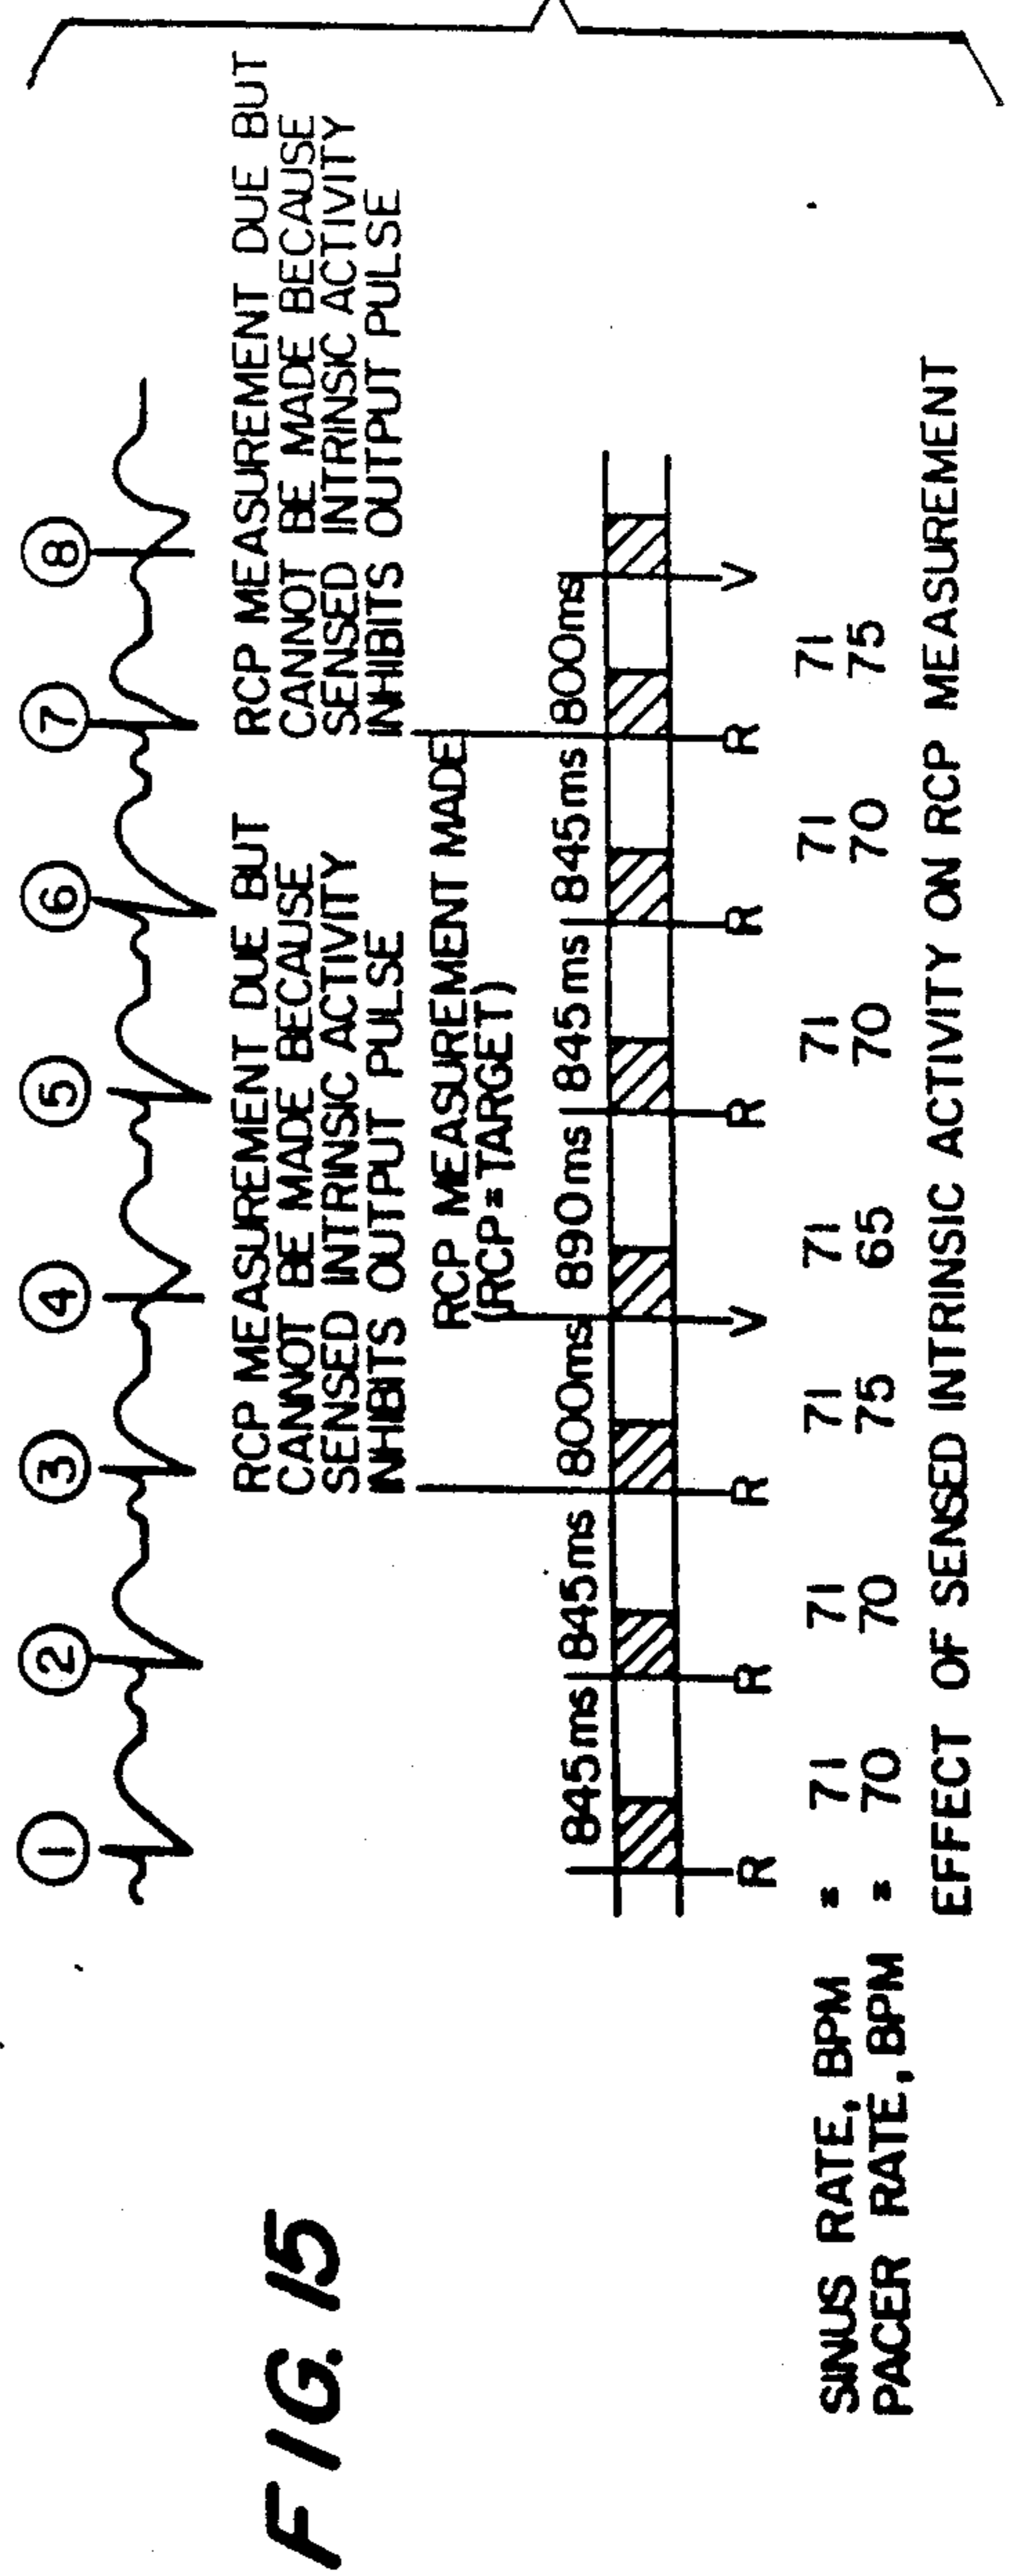 FIG. 15
1 2 3 4 5 6 7 8
RCP MEASUREMENT DUE BUT
CANNOT BE MADE BECAUSE
SENSED INTRINSIC ACTIVITY
INHIBITS OUTPUT PULSE
RCP MEASUREMENT DUE BUT
CANNOT BE MADE BECAUSE
SENSED INTRINSIC ACTIVITY
INHIBITS OUTPUT PULSE
RCP MEASUREMENT MADE
(RCP = TARGET)
845ms 845ms 800ms 890ms 845ms 845ms 800ms
R R R V R R R V
SINUS RATE, BPM = 71 71 71 71 71 71 71
PACER RATE, BPM = 70 70 75 65 70 70 75
EFFECT OF SENSED INTRINSIC ACTIVITY ON RCP MEASUREMENT